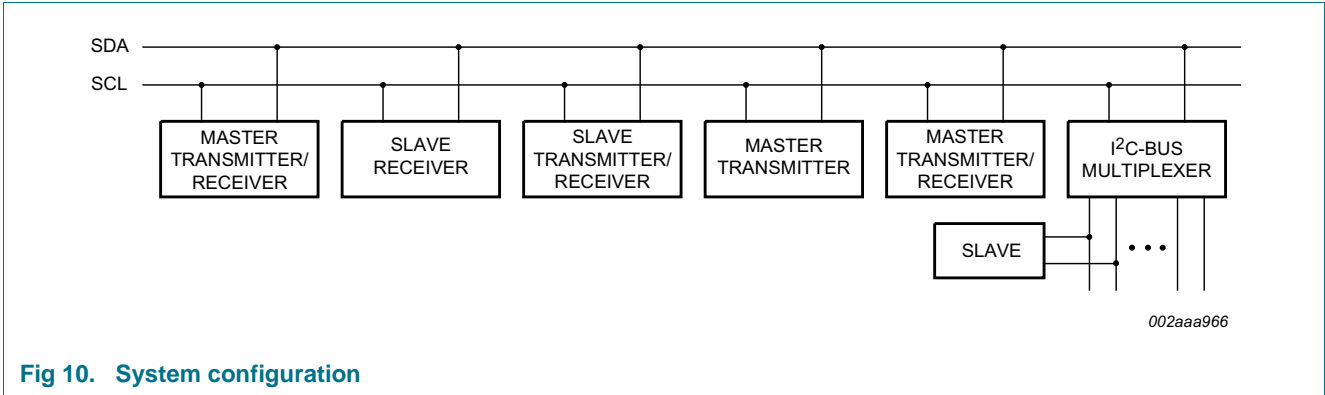 SDA
SCL
MASTER
TRANSMITTER/
RECEIVER
SLAVE
RECEIVER
SLAVE
TRANSMITTER/
RECEIVER
MASTER
TRANSMITTER
MASTER
TRANSMITTER/
RECEIVER
I²C-BUS
MULTIPLEXER
SLAVE
002aaa966
Fig 10. System configuration